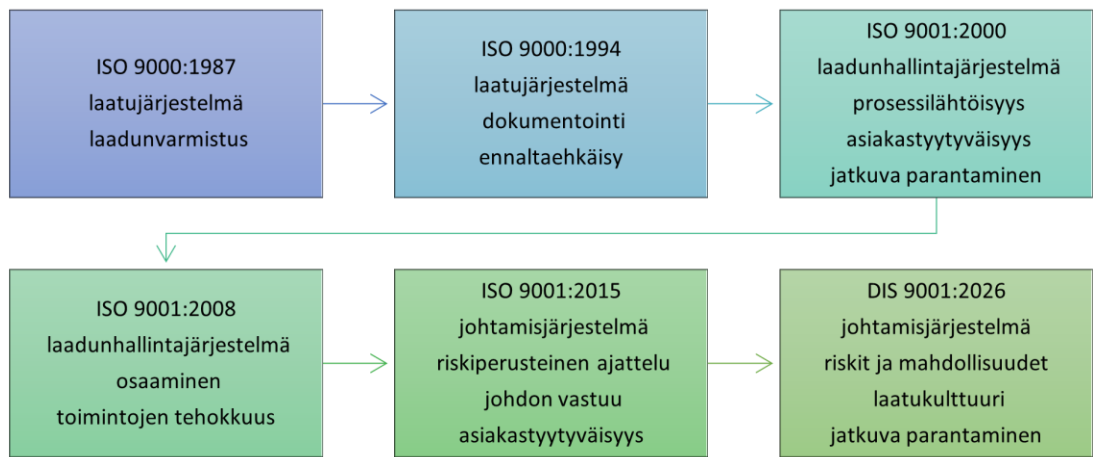 ISO 9000:1987
laatujärjestelmä
laadunvarmistus
ISO 9000:1994
laatujärjestelmä
dokumentointi
ennaltaehkäisy
ISO 9001:2000
laadunhallintajärjestelmä
prosessilähtöisyys
asiakastyytyväisyys
jatkuva parantaminen
ISO 9001:2008
laadunhallintajärjestelmä
osaaminen
toimintojen tehokkuus
ISO 9001:2015
johtamisjärjestelmä
riskiperusteinen ajattelu
johdon vastuu
asiakastyytyväisyys
DIS 9001:2026
johtamisjärjestelmä
riskit ja mahdollisuudet
laatukulttuuri
jatkuva parantaminen